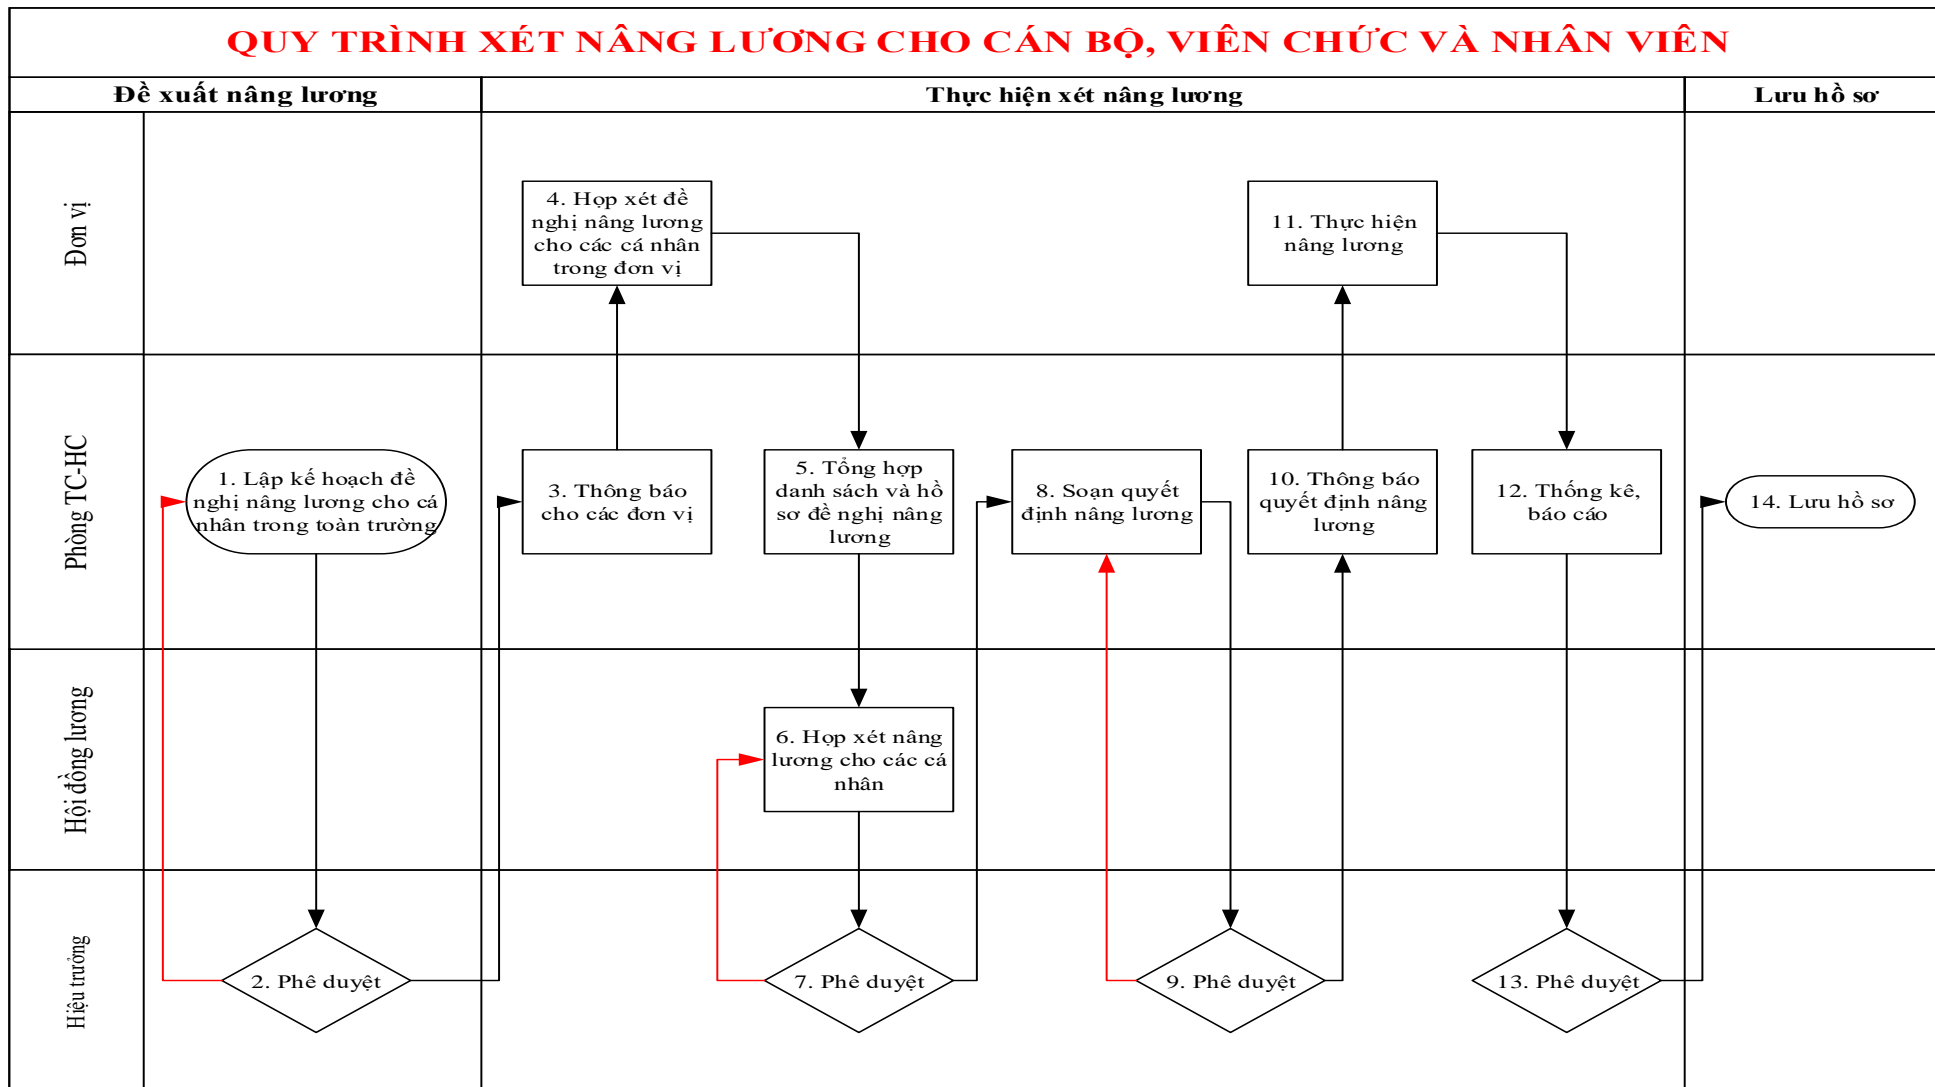 QUY TRÌNH XÉT NÂNG LƯƠNG CHO CÁN BỘ, VIÊN CHỨC VÀ NHÂN VIÊN
Đề xuất nâng lương
Thực hiện xét nâng lương
Lưu hồ sơ
Đơn vị
4. Họp xét đề
nghị nâng lương
cho các cá nhân
trong đơn vị
11. Thực hiện
nâng lương
Phòng TC-HC
1. Lập kế hoạch đề
nghị nâng lương cho cá
nhân trong toàn trường
3. Thông báo
cho các đơn vị
5. Tổng hợp
danh sách và hồ
sơ đề nghị nâng
lương
8. Soạn quyết
định nâng lương
10. Thông báo
quyết định nâng
lương
12. Thống kê,
báo cáo
14. Lưu hồ sơ
Hội đồng lương
6. Họp xét nâng
lương cho các cá
nhân
Hiệu trưởng
2. Phê duyệt
7. Phê duyệt
9. Phê duyệt
13. Phê duyệt